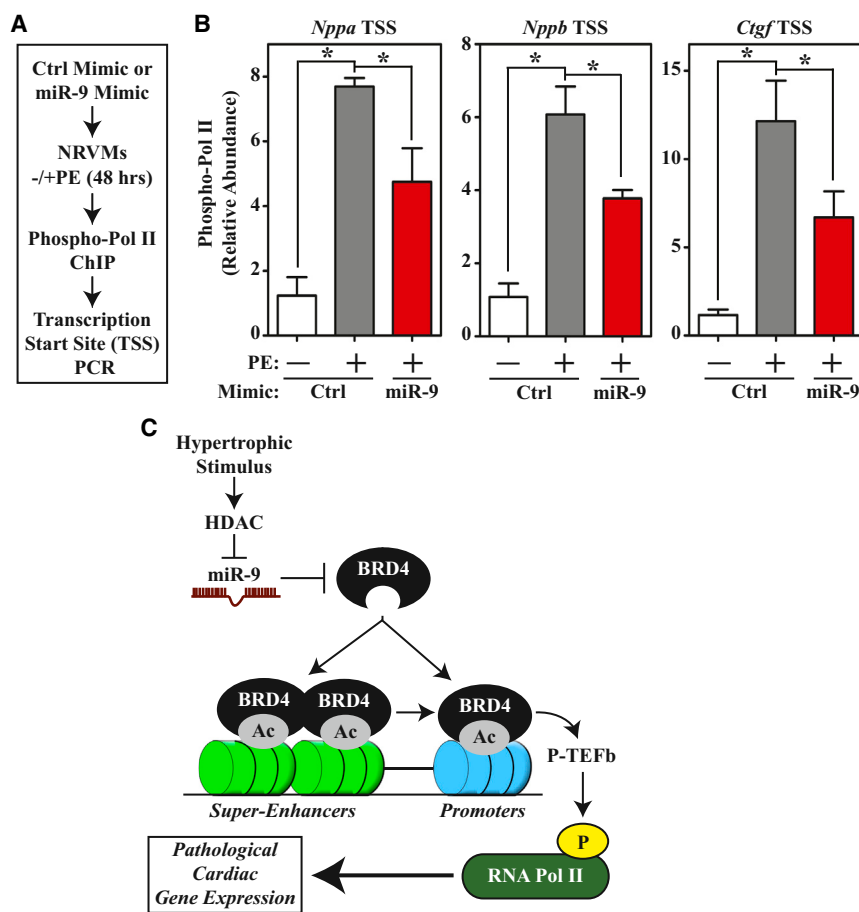 A
Ctrl Mimic or
miR-9 Mimic
NRVMs
-/+PE (48 hrs)
Phospho-Pol II
ChIP
Transcription
Start Site (TSS)
PCR
B
Phospho-Pol II
(Relative Abundance)
Nppa TSS
8
6
4
2
0
* *
Nppb TSS
8
6
4
2
0
* *
Ctgf TSS
15
10
5
0
* *
PE: — + + — + + — + +
Mimic: Ctrl miR-9 Ctrl miR-9 Ctrl miR-9
C
Hypertrophic
Stimulus
HDAC
miR-9
BRD4
BRD4 BRD4 BRD4
Ac Ac Ac
P-TEFb
Super-Enhancers Promoters
P
RNA Pol II
Pathological
Cardiac
Gene Expression